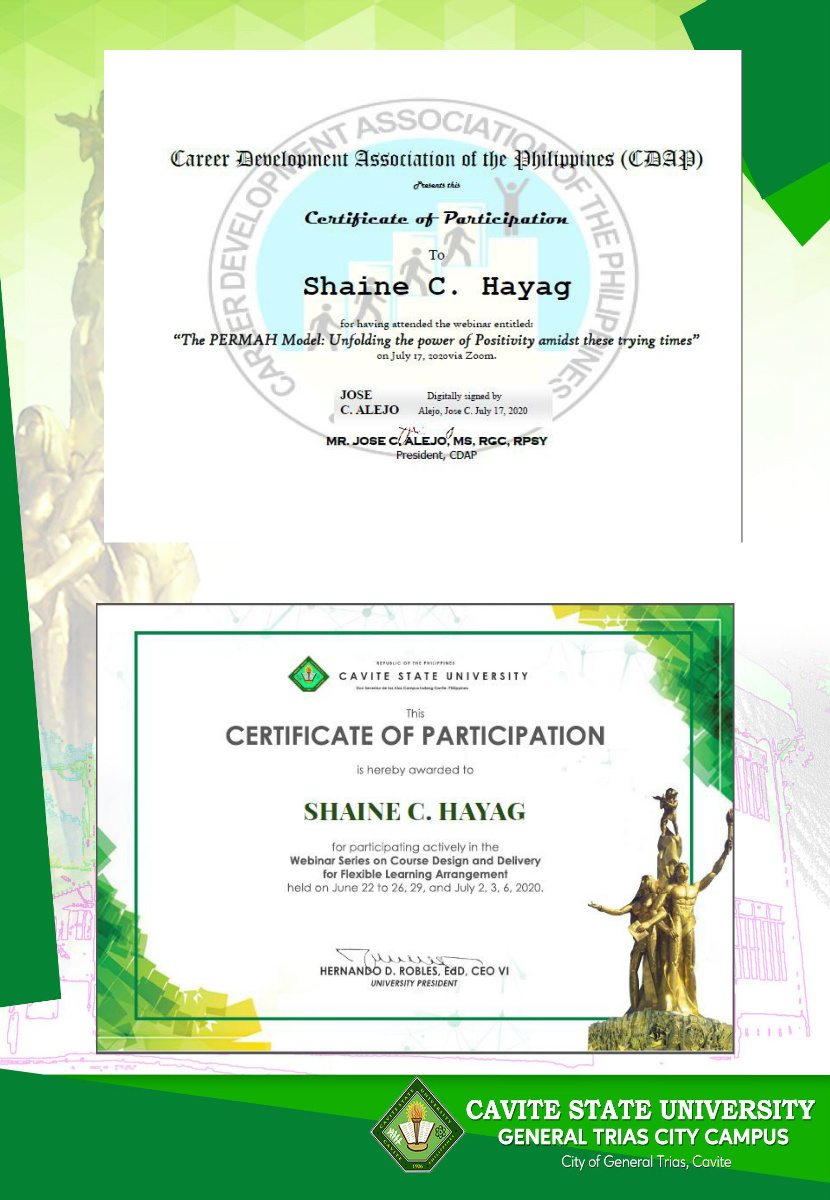 CAREER DEVELOPMENT ASSOCIATION OF THE PHILIPPINES
Career Development Association of the Philippines (CDAP)
Presents this
Certificate of Participation
To
Shaine C. Hayag
for having attended the webinar entitled:
“The PERMAH Model: Unfolding the power of Positivity amidst these trying times”
on July 17, 2020via Zoom.
JOSE
C. ALEJO
Digitally signed by
Alejo, Jose C. July 17, 2020
MR. JOSE C. ALEJO, MS, RGC, RPSY
President, CDAP
REPUBLIC OF THE PHILIPPINES
CAVITE STATE UNIVERSITY
Don Severino de las Alas Campus Indang Cavite, Philippines
This
CERTIFICATE OF PARTICIPATION
is hereby awarded to
SHAINE C. HAYAG
for participating actively in the
Webinar Series on Course Design and Delivery
for Flexible Learning Arrangement
held on June 22 to 26, 29, and July 2, 3, 6, 2020.
HERNANDO D. ROBLES, EdD, CEO VI
UNIVERSITY PRESIDENT
CAVITE STATE UNIVERSITY
GENERAL TRIAS CITY CAMPUS
City of General Trias, Cavite
1906